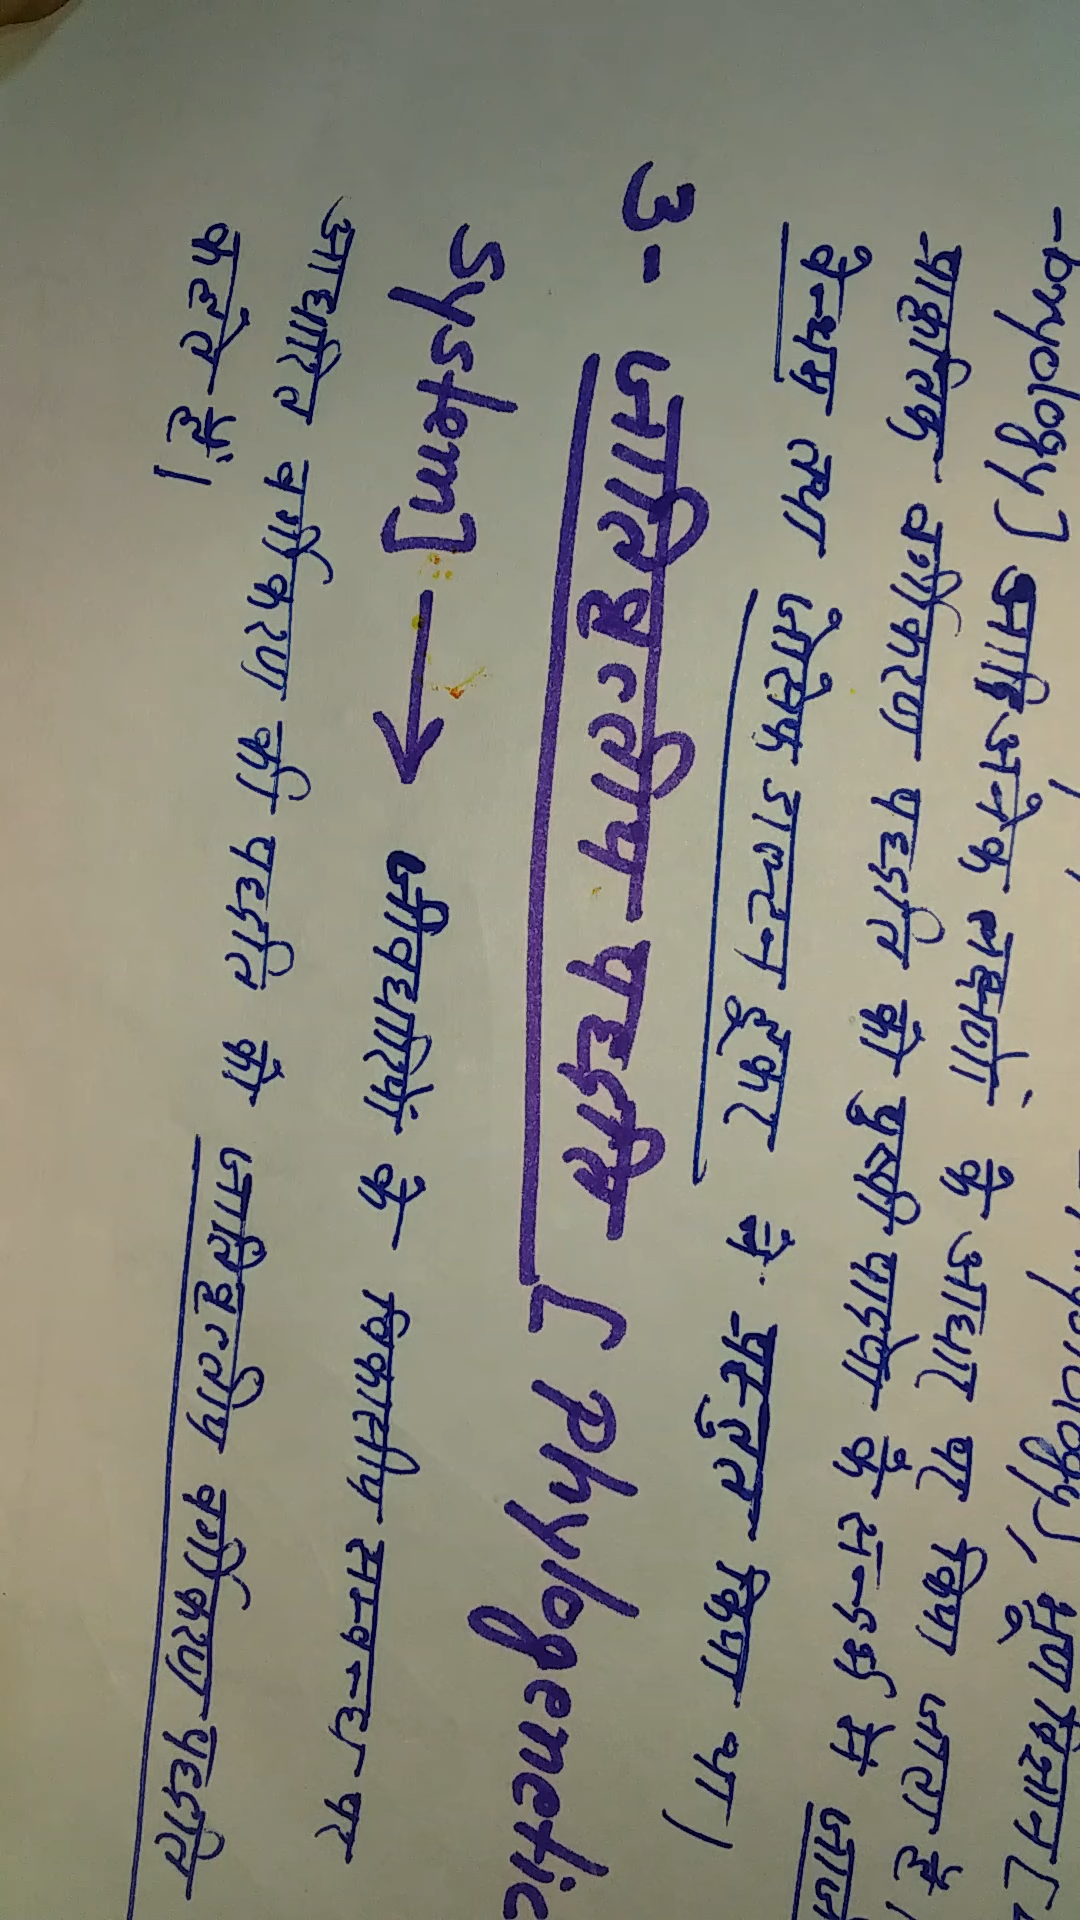 भ्रूण विज्ञान [
-bryology] आदि अनेक लक्षणों के आधार पर किया जाता है।
प्राकृतिक वर्गीकरण पद्धति को पुष्पी पादपों के सन्दर्भ में जार्ज
बेन्थम तथा जोसेफ डाल्टन हूकर ने प्रस्तुत किया था।
3- जातिवृत्तीय पद्धति [ Phylogenetic
System] → जीवधारियों के विकासीय सम्बन्ध पर
आधारित वर्गीकरण की पद्धति को जातिवृत्तीय वर्गीकरण पद्धति
कहते हैं।